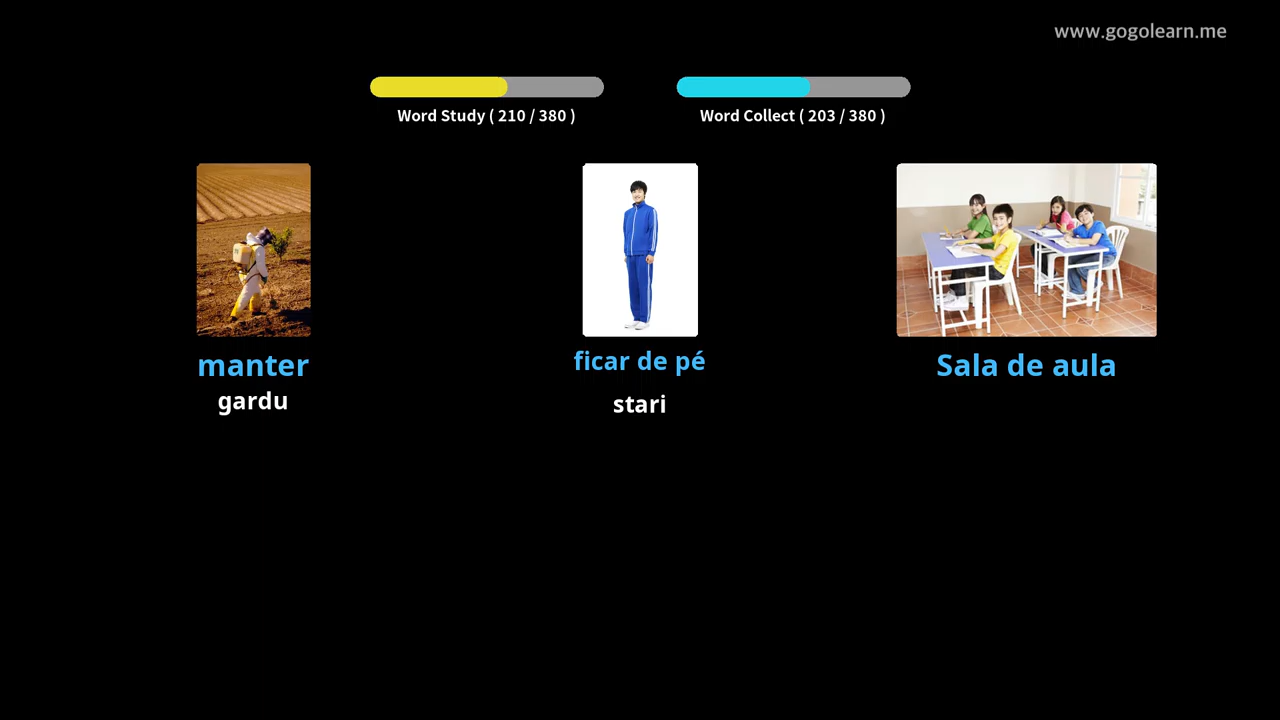 www.gogolearn.me
Word Study ( 210 / 380 )
Word Collect ( 203 / 380 )
manter
gardu
ficar de pé
stari
Sala de aula